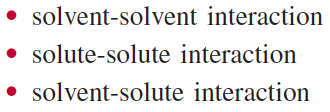 • solvent-solvent interaction
• solute-solute interaction
• solvent-solute interaction